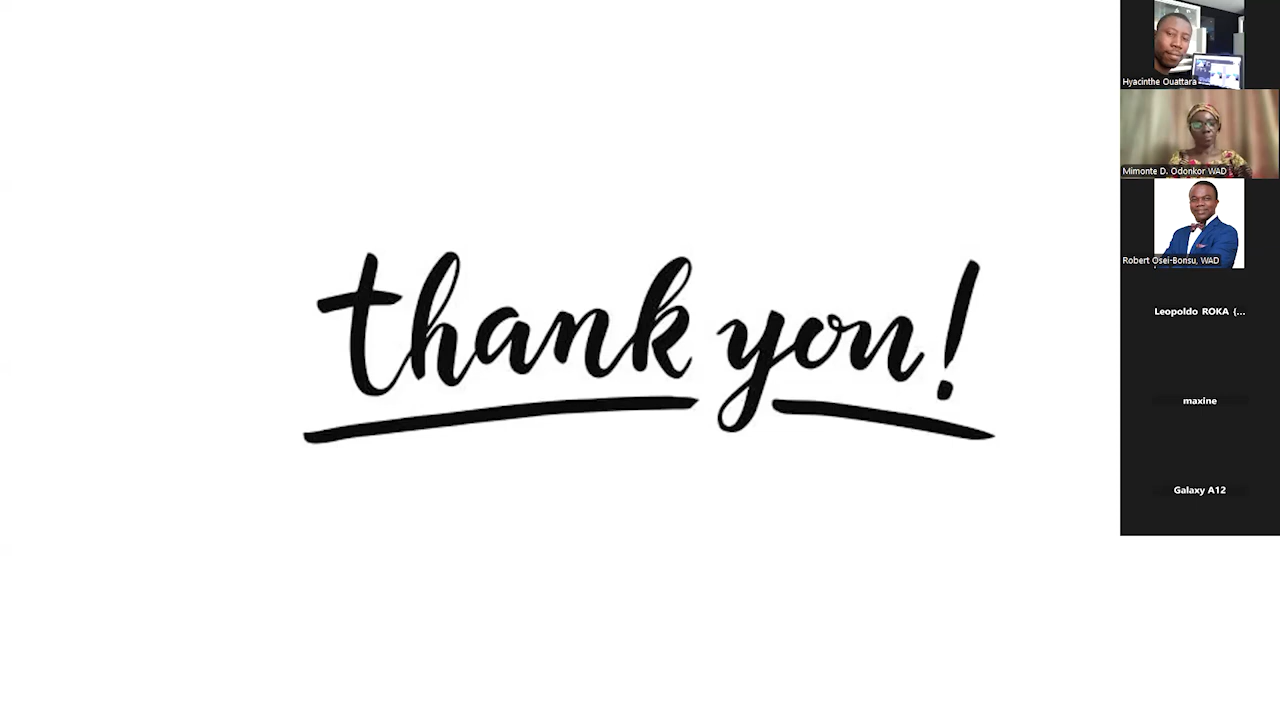 thank you!
Hyacinthe Ouattara
Mimonte D. Odonkor WAD
Robert Osei-Bonsu, WAD
Leopoldo ROKA (...
maxine
Galaxy A12